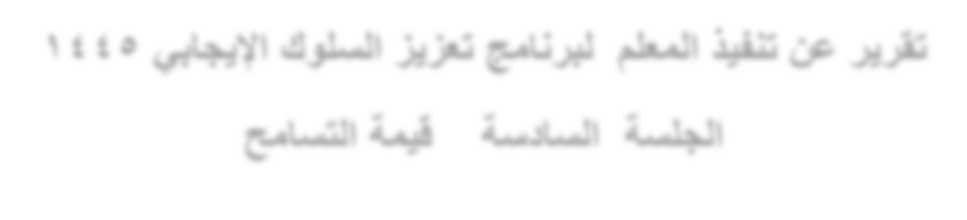 تقرير عن تنفيذ المعلم لبرنامج تعزيز السلوك الإيجابي ١٤٤٥
الجلسة السادسة قيمة التسامح